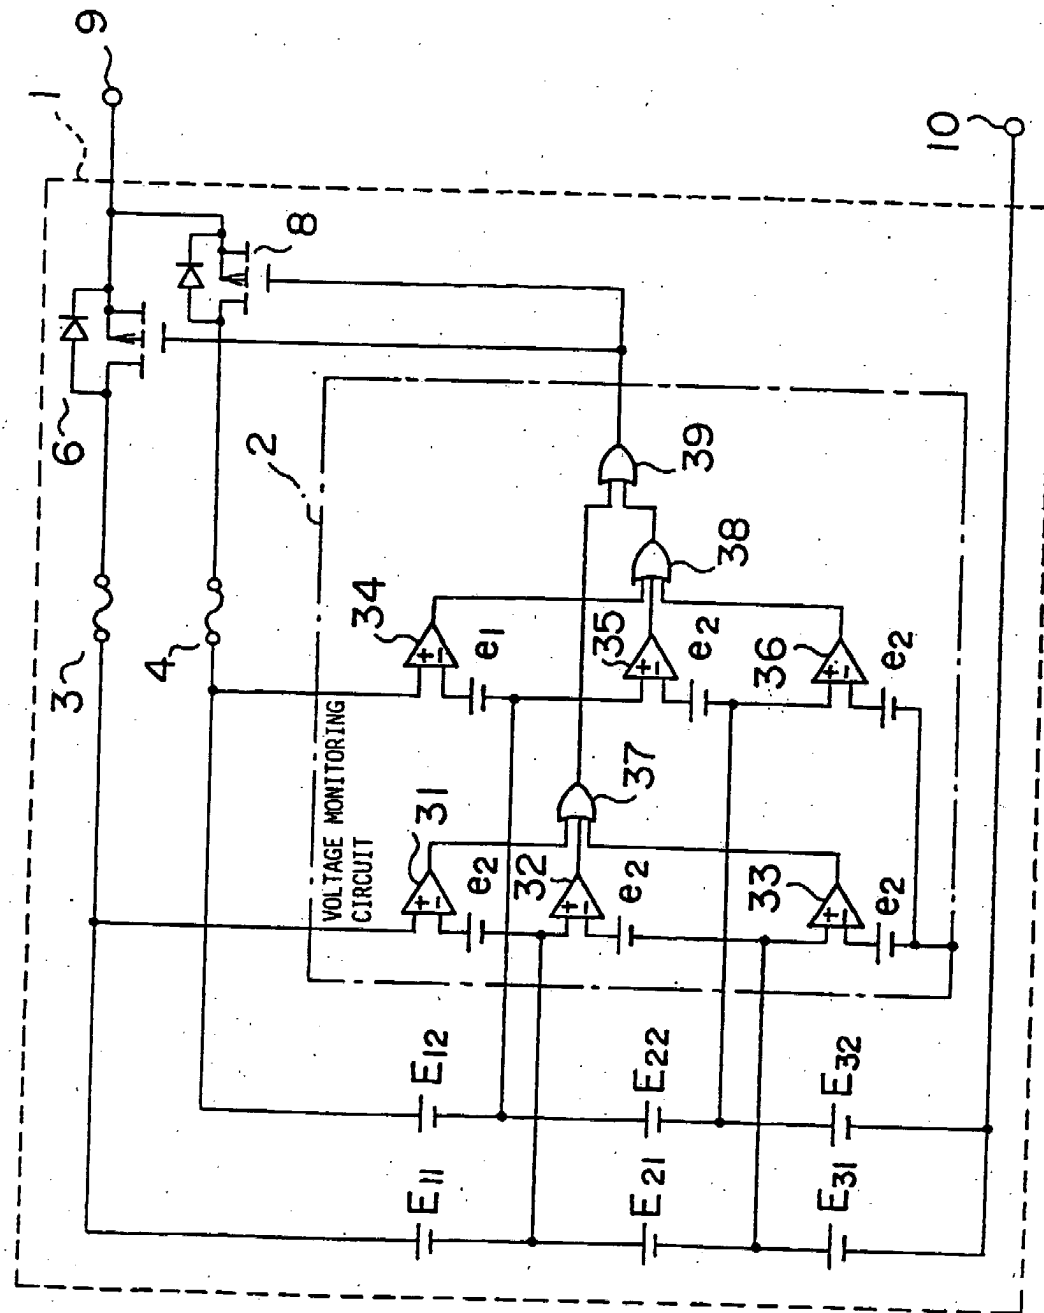 9
1
10
8
6
2
39
3
34
38
4
e1
35
e2
36
e2
VOLTAGE MONITORING
CIRCUIT
31
37
e2
32
e2
33
e2
E12
E22
E32
E11
E21
E31
+
−
+
−
+
−
+
−
+
−
+
−